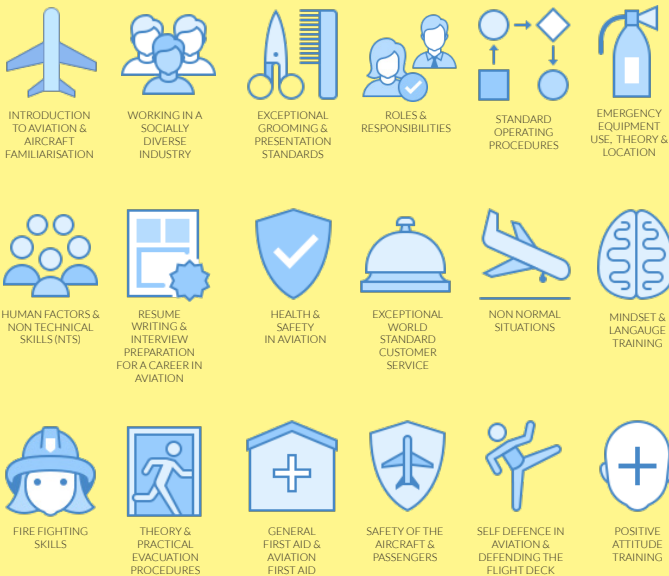 INTRODUCTION
TO AVIATION &
AIRCRAFT
FAMILIARISATION
WORKING IN A
SOCIALLY
DIVERSE
INDUSTRY
EXCEPTIONAL
GROOMING &
PRESENTATION
STANDARDS
ROLES &
RESPONSIBILITIES
STANDARD
OPERATING
PROCEDURES
EMERGENCY
EQUIPMENT
USE, THEORY &
LOCATION
HUMAN FACTORS &
NON TECHNICAL
SKILLS (NTS)
RESUME
WRITING &
INTERVIEW
PREPARATION
FOR A CAREER IN
AVIATION
HEALTH &
SAFETY
IN AVIATION
EXCEPTIONAL
WORLD
STANDARD
CUSTOMER
SERVICE
NON NORMAL
SITUATIONS
MINDSET &
LANGAUGE
TRAINING
FIRE FIGHTING
SKILLS
THEORY &
PRACTICAL
EVACUATION
PROCEDURES
GENERAL
FIRST AID &
AVIATION
FIRST AID
SAFETY OF THE
AIRCRAFT &
PASSENGERS
SELF DEFENCE IN
AVIATION &
DEFENDING THE
FLIGHT DECK
POSITIVE
ATTITUDE
TRAINING